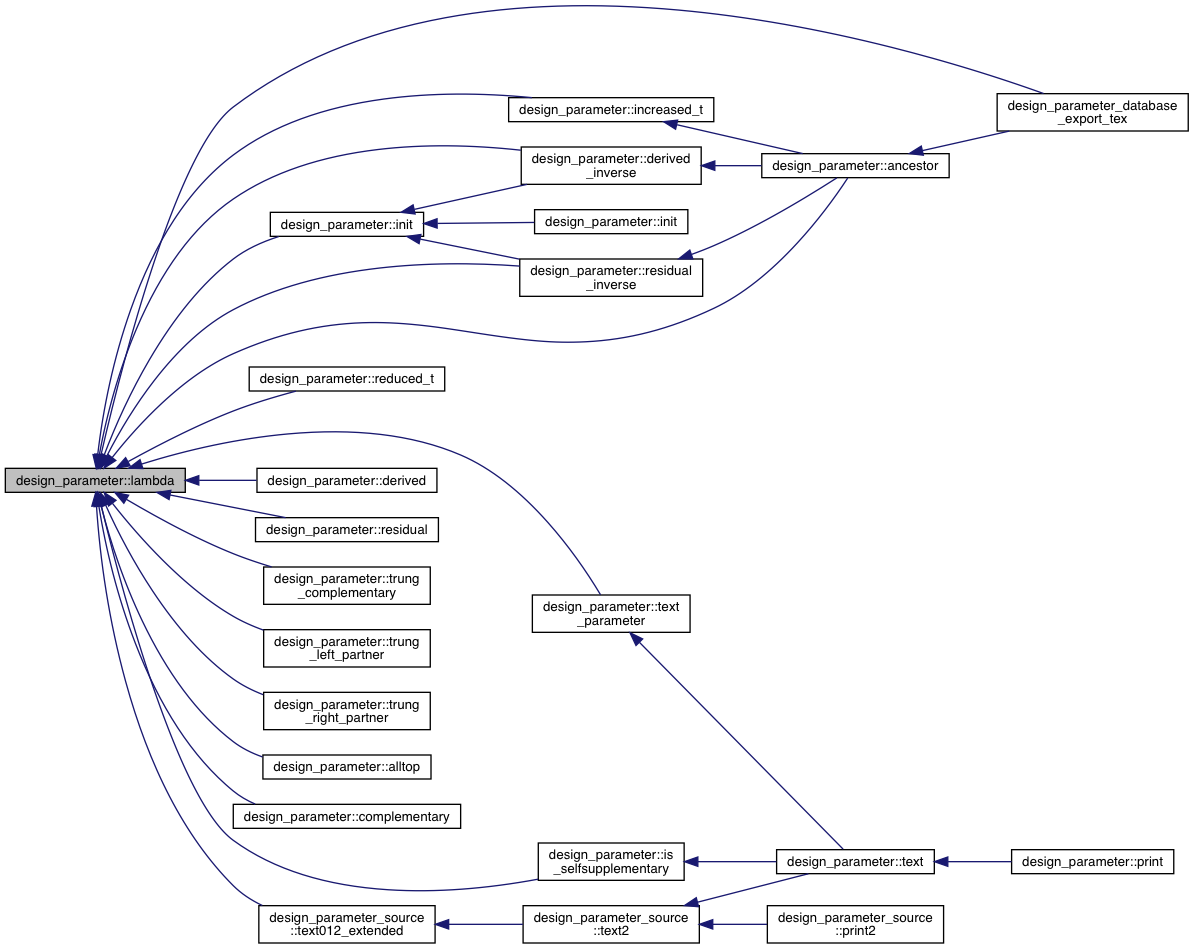 design_parameter_database
_export_tex
design_parameter::increased_t
design_parameter::derived
_inverse
design_parameter::ancestor
design_parameter::init
design_parameter::init
design_parameter::residual
_inverse
design_parameter::reduced_t
design_parameter::lambda
design_parameter::derived
design_parameter::residual
design_parameter::trung
_complementary
design_parameter::text
_parameter
design_parameter::trung
_left_partner
design_parameter::trung
_right_partner
design_parameter::alltop
design_parameter::complementary
design_parameter::is
_selfsupplementary
design_parameter::text
design_parameter::print
design_parameter_source
::text012_extended
design_parameter_source
::text2
design_parameter_source
::print2